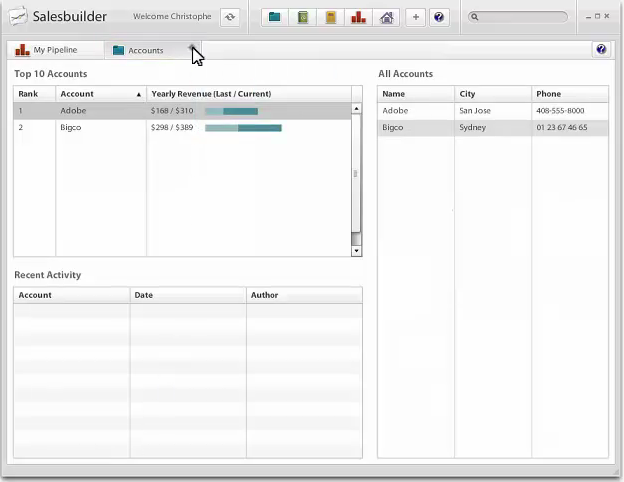 Salesbuilder
Welcome Christophe
My Pipeline
Accounts
Top 10 Accounts
Rank Account Yearly Revenue (Last / Current)
1 Adobe $168 / $310
2 Bigco $298 / $389
Recent Activity
Account Date Author
All Accounts
Name City Phone
Adobe San Jose 408-555-8000
Bigco Sydney 01 23 67 46 65